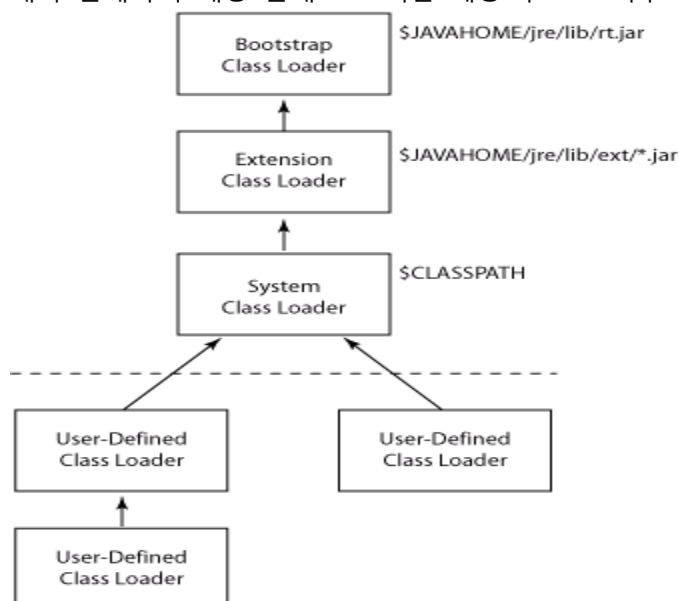 Bootstrap
Class Loader
$JAVAHOME/jre/lib/rt.jar
Extension
Class Loader
$JAVAHOME/jre/lib/ext/*.jar
System
Class Loader
$CLASSPATH
User-Defined
Class Loader
User-Defined
Class Loader
User-Defined
Class Loader